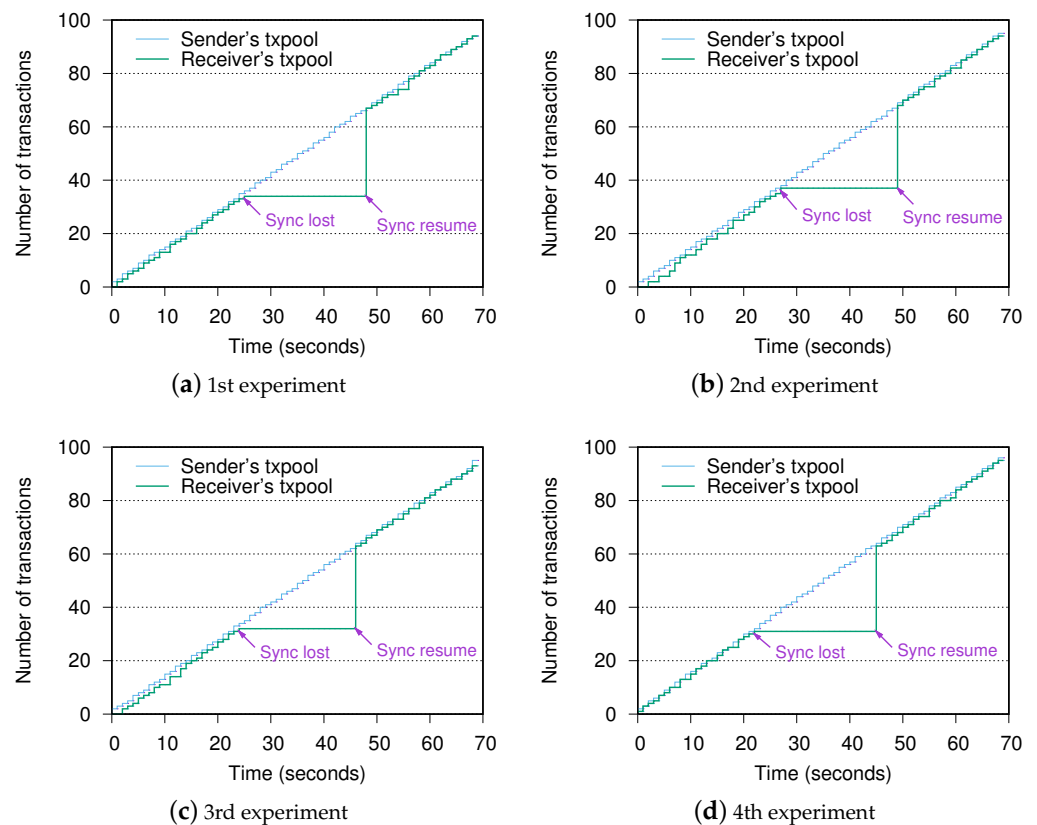 100
80
60
40
20
0
Number of transactions
Sender's txpool
Receiver's txpool
Sync lost
Sync resume
0 10 20 30 40 50 60 70
Time (seconds)
(a) 1st experiment
100
80
60
40
20
0
Number of transactions
Sender's txpool
Receiver's txpool
Sync lost
Sync resume
0 10 20 30 40 50 60 70
Time (seconds)
(b) 2nd experiment
100
80
60
40
20
0
Number of transactions
Sender's txpool
Receiver's txpool
Sync lost
Sync resume
0 10 20 30 40 50 60 70
Time (seconds)
(c) 3rd experiment
100
80
60
40
20
0
Number of transactions
Sender's txpool
Receiver's txpool
Sync lost
Sync resume
0 10 20 30 40 50 60 70
Time (seconds)
(d) 4th experiment